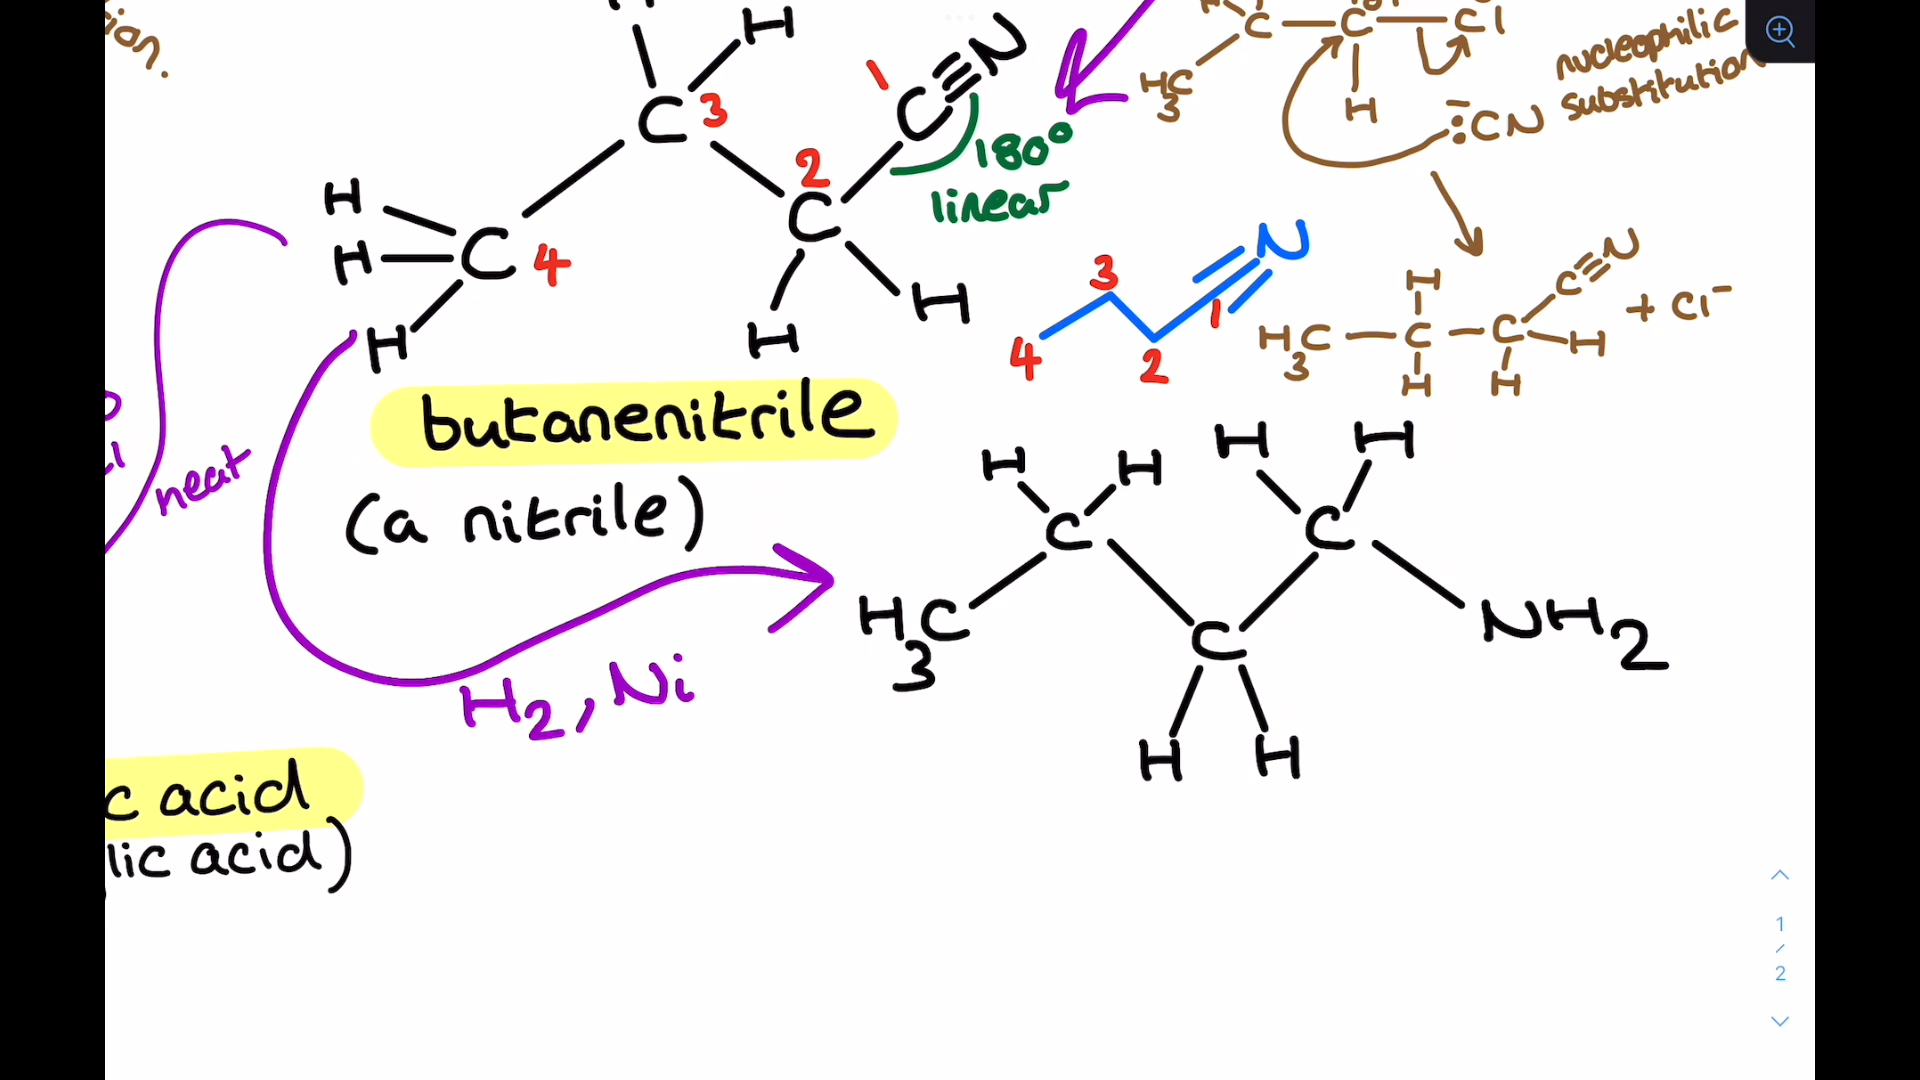 H
C
3
1
C≡N
180°
linear
2
C
H
H
C
4
H
H
H
butanenitrile
(a nitrile)
heat
H2, Ni
c acid
lic acid)
C
C
Cl
H3C
H
:CN
nucleophilic
substitution
N
4
3
2
1
H3C
C
H
H
C
C≡N
H
H
+ Cl⁻
H
H
C
H
H
C
H3C
C
NH2
H
H
1
/
2